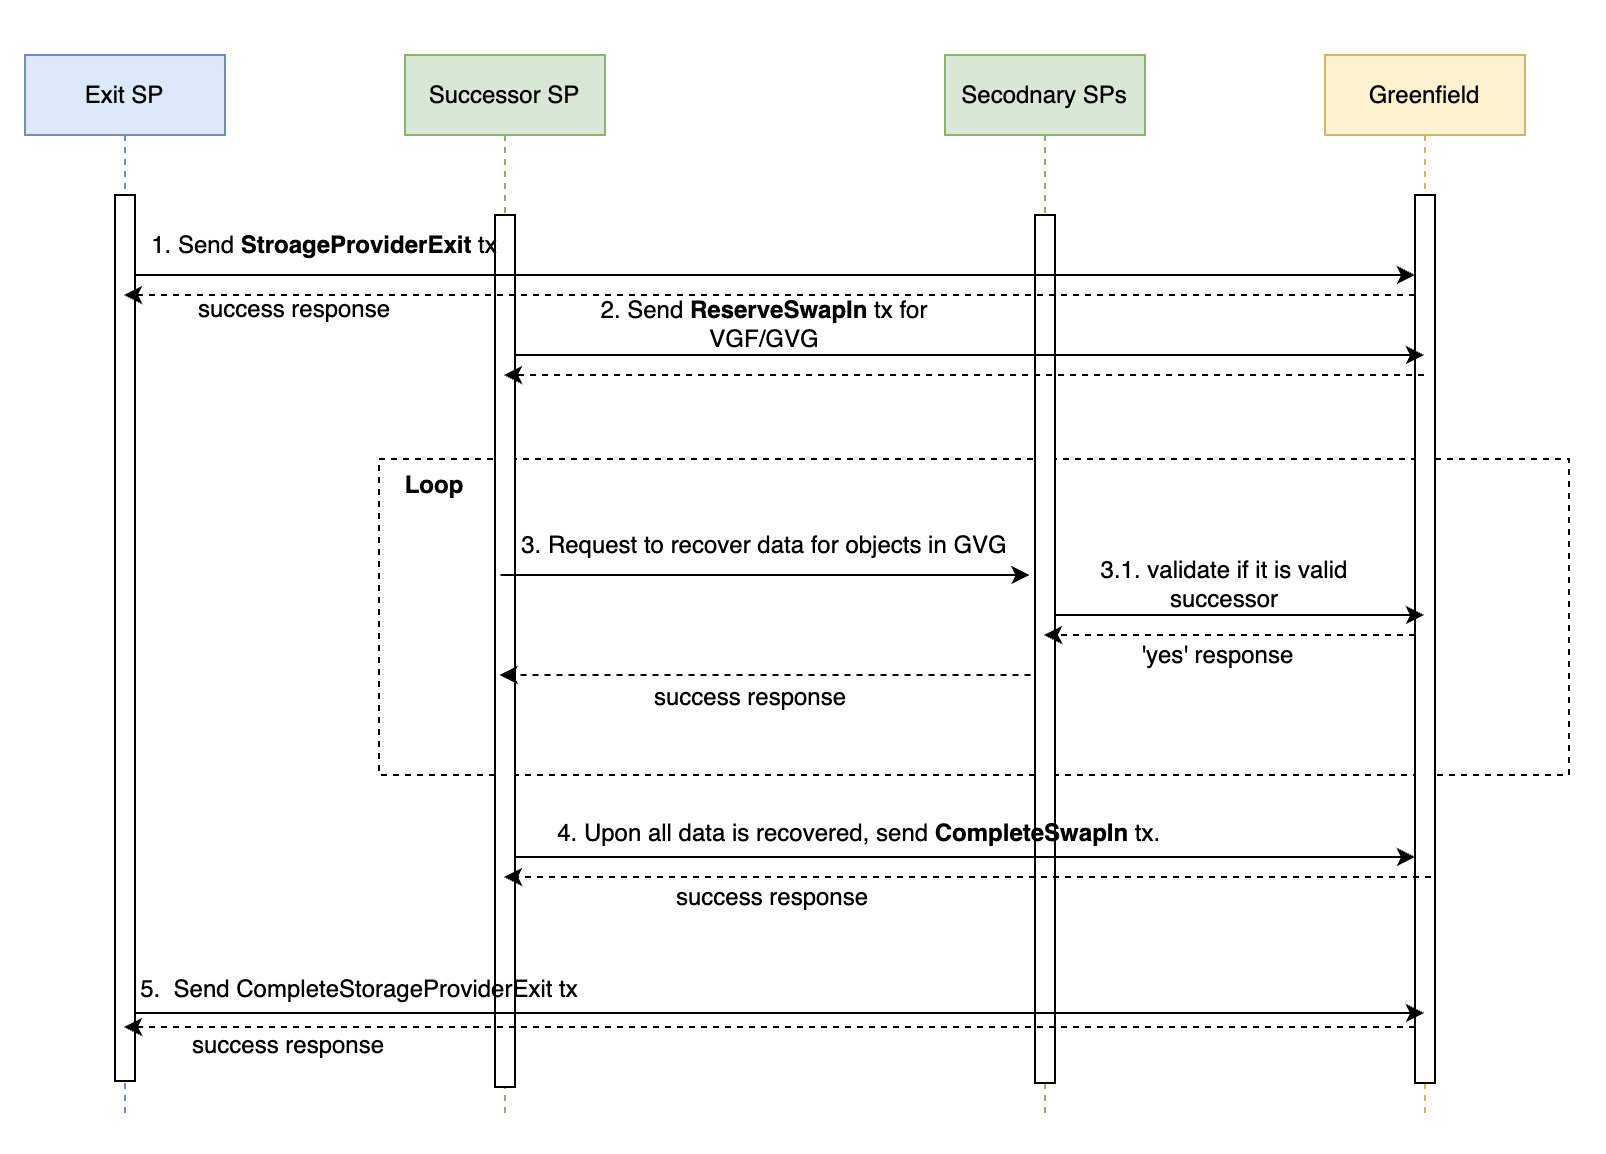 Exit SP
Successor SP
Secodnary SPs
Greenfield
1. Send StroageProviderExit tx
success response
2. Send ReserveSwapIn tx for
VGF/GVG
Loop
3. Request to recover data for objects in GVG
3.1. validate if it is valid
successor
'yes' response
success response
4. Upon all data is recovered, send CompleteSwapIn tx.
success response
5.  Send CompleteStorageProviderExit tx
success response